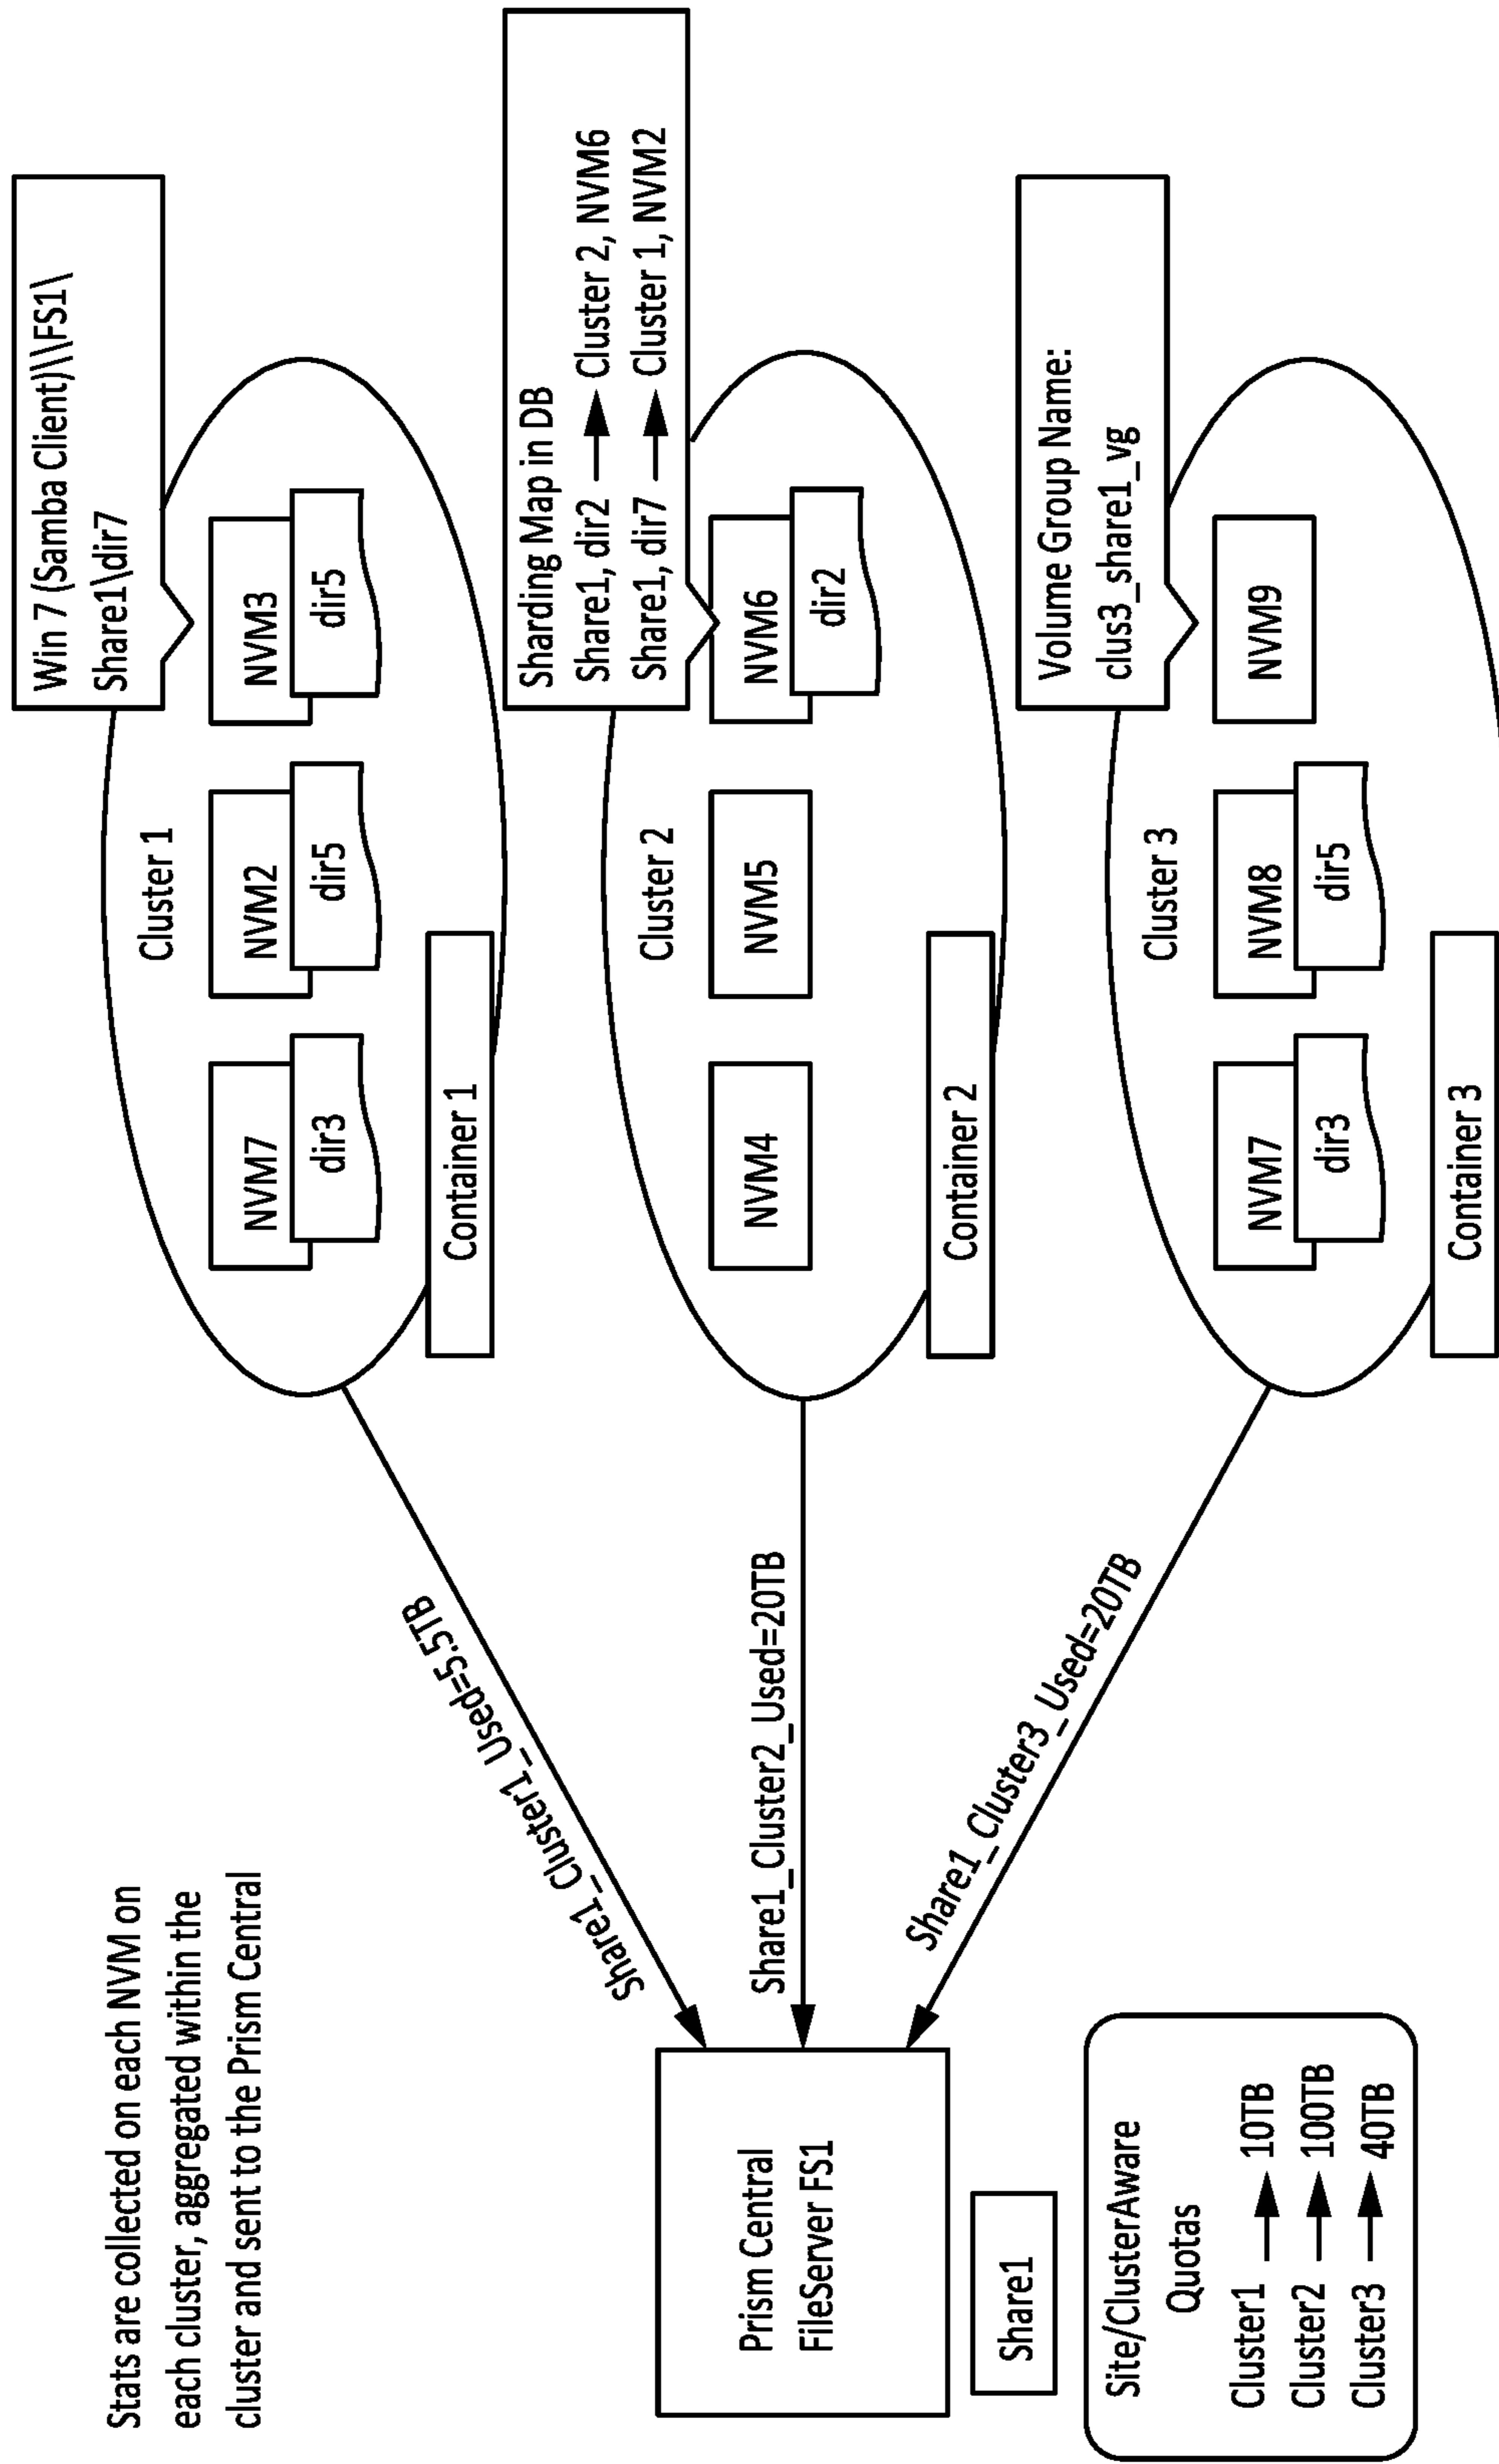 Stats are collected on each NVM on
each cluster, aggregated within the
cluster and sent to the Prism Central
Prism Central
FileServer FS1
Share1
Site/ClusterAware
Quotas
Cluster1 → 10TB
Cluster2 → 100TB
Cluster3 → 40TB
Share1_Cluster1_Used=5.5TB
Share1_Cluster2_Used=20TB
Share1_Cluster3_Used=20TB
Win 7 (Samba Client)\\FS1\
Share1\dir7
Cluster 1
NVM7
dir3
NVM2
dir5
NVM3
dir5
Container 1
Sharding Map in DB
Share1, dir2 → Cluster 2, NVM6
Share1, dir7 → Cluster 1, NVM2
Cluster 2
NVM4
NVM5
NVM6
dir2
Container 2
Volume Group Name:
clus3_share1_vg
Cluster 3
NVM7
dir3
NVM8
dir5
NVM9
Container 3